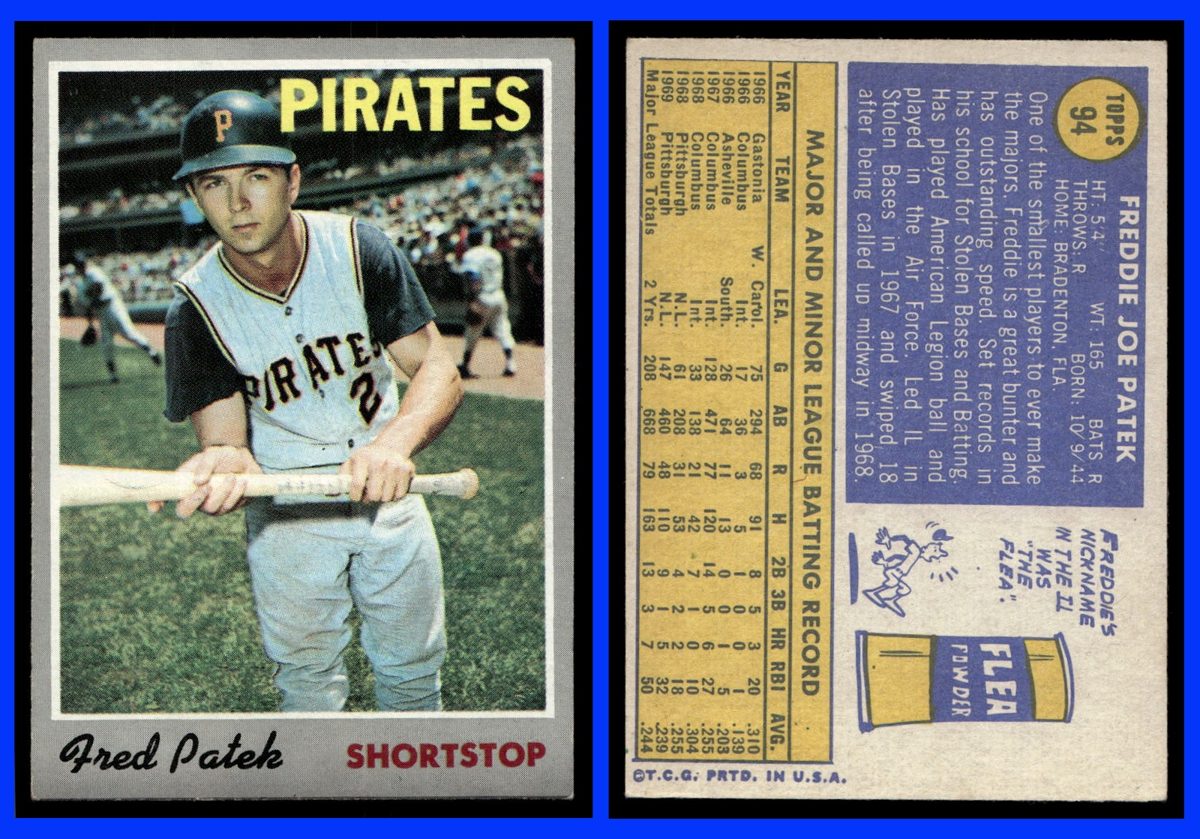 PIRATES
P
PIRATES
2
Fred Patek
SHORTSTOP
TOPPS
94
FREDDIE JOE PATEK
HT: 5'4" WT: 165 BATS: R
THROWS: R BORN: 10/9/44
HOME: BRADENTON, FLA
One of the smallest players to ever make
the majors, Freddie is a great bunter and
has outstanding speed. Set records in
his school for Stolen Bases and Batting.
Has played American Legion ball and
played in the Air Force. Led IL in
Stolen Bases in 1967 and swiped 18
after being called up midway in 1968.
FREDDIE'S
NICKNAME
IN THE IL
WAS
"THE
FLEA".
FLEA
POWDER
MAJOR AND MINOR LEAGUE BATTING RECORD
YEAR TEAM LEA. G AB R H 2B 3B HR RBI AVG.
1966 Gastonia W. Carol. 75 294 68 91 8 5 3 20 .310
1966 Columbus Int. 17 36 3 5 1 0 0 1 .139
1966 Asheville South. 26 64 11 13 0 0 1 5 .203
1967 Columbus Int. 128 471 77 120 14 5 6 27 .255
1968 Columbus Int. 33 138 21 42 7 1 2 10 .304
1968 Pittsburgh N.L. 61 208 31 53 4 2 2 18 .255
1969 Pittsburgh N.L. 147 460 48 110 9 1 5 32 .239
Major League Totals 2 Yrs. 208 668 79 163 13 3 7 50 .244
©T.C.G. PRTD. IN U.S.A.